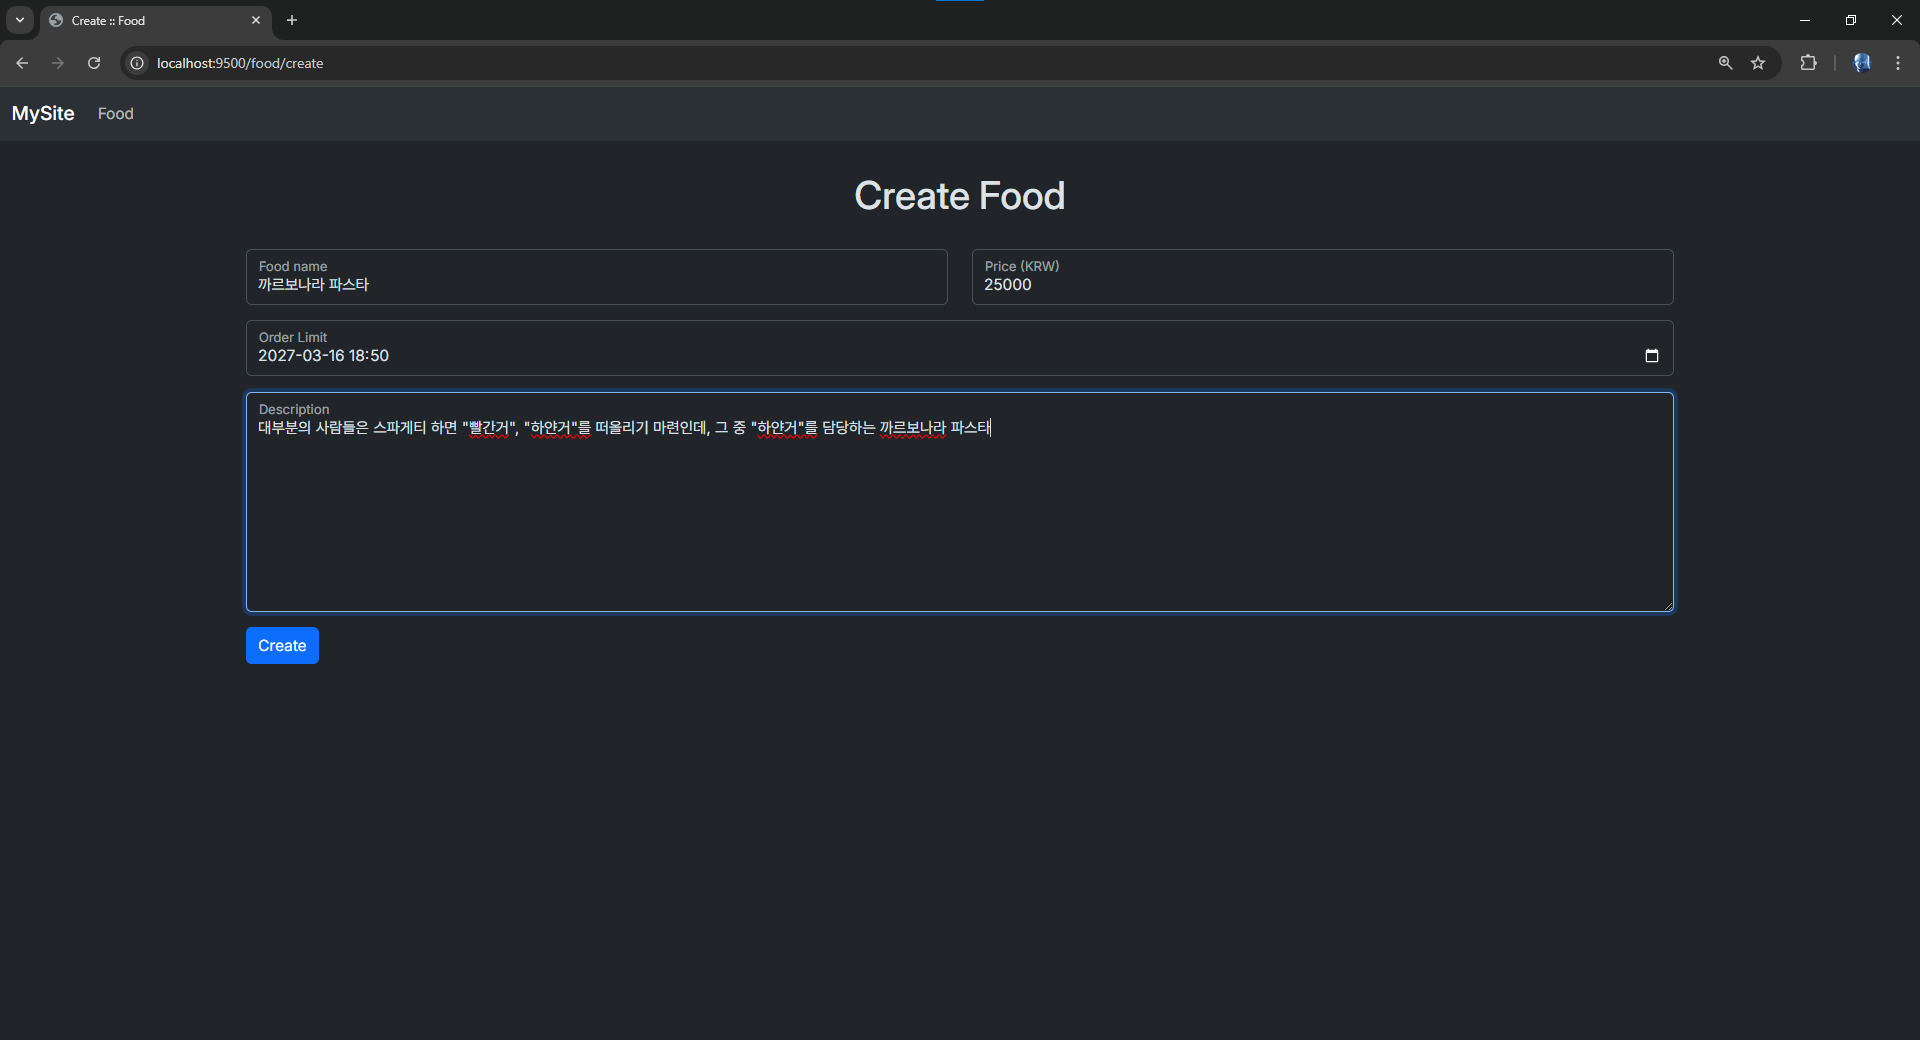 Create :: Food
localhost:9500/food/create
MySite Food
Create Food
Food name
까르보나라 파스타
Price (KRW)
25000
Order Limit
2027-03-16 18:50
Description
대부분의 사람들은 스파게티 하면 "빨간거", "하얀거"를 떠올리기 마련인데, 그 중 "하얀거"를 담당하는 까르보나라 파스타
Create